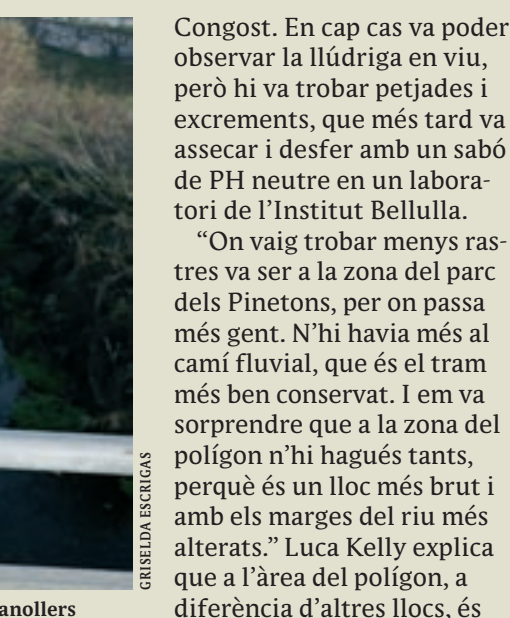 Congost. En cap cas va poder
observar la llúdriga en viu,
però hi va trobar petjades i
excrements, que més tard va
assecar i desfer amb un sabó
de PH neutre en un labora-
tori de l’Institut Bellulla.
“On vaig trobar menys ras-
tres va ser a la zona del parc
dels Pinetons, per on passa
més gent. N’hi havia més al
camí fluvial, que és el tram
més ben conservat. I em va
sorprendre que a la zona del
polígon n’hi hagués tants,
perquè és un lloc més brut i
amb els marges del riu més
alterats.” Luca Kelly explica
que a l’àrea del polígon, a
diferència d’altres llocs, és
GRISELDA ESCRIGAS
anollers